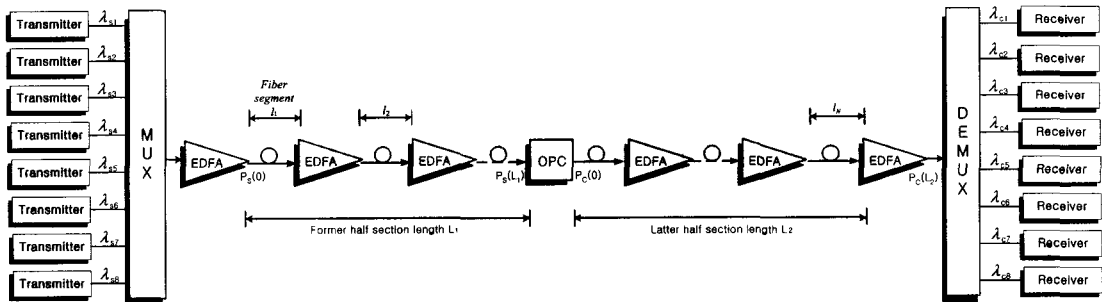 Transmitter λs1
Transmitter λs2
Transmitter λs3
Transmitter λs4
Transmitter λs5
Transmitter λs6
Transmitter λs7
Transmitter λs8
MUX
EDFA
Fiber
segment
l1
EDFA
l2
EDFA
OPC
EDFA
EDFA
lN
EDFA
PS(0)
PS(L1)
PC(0)
PC(L2)
Former half section length L1
Latter half section length L2
DEMUX
λc1 Receiver
λc2 Receiver
λc3 Receiver
λc4 Receiver
λc5 Receiver
λc6 Receiver
λc7 Receiver
λc8 Receiver